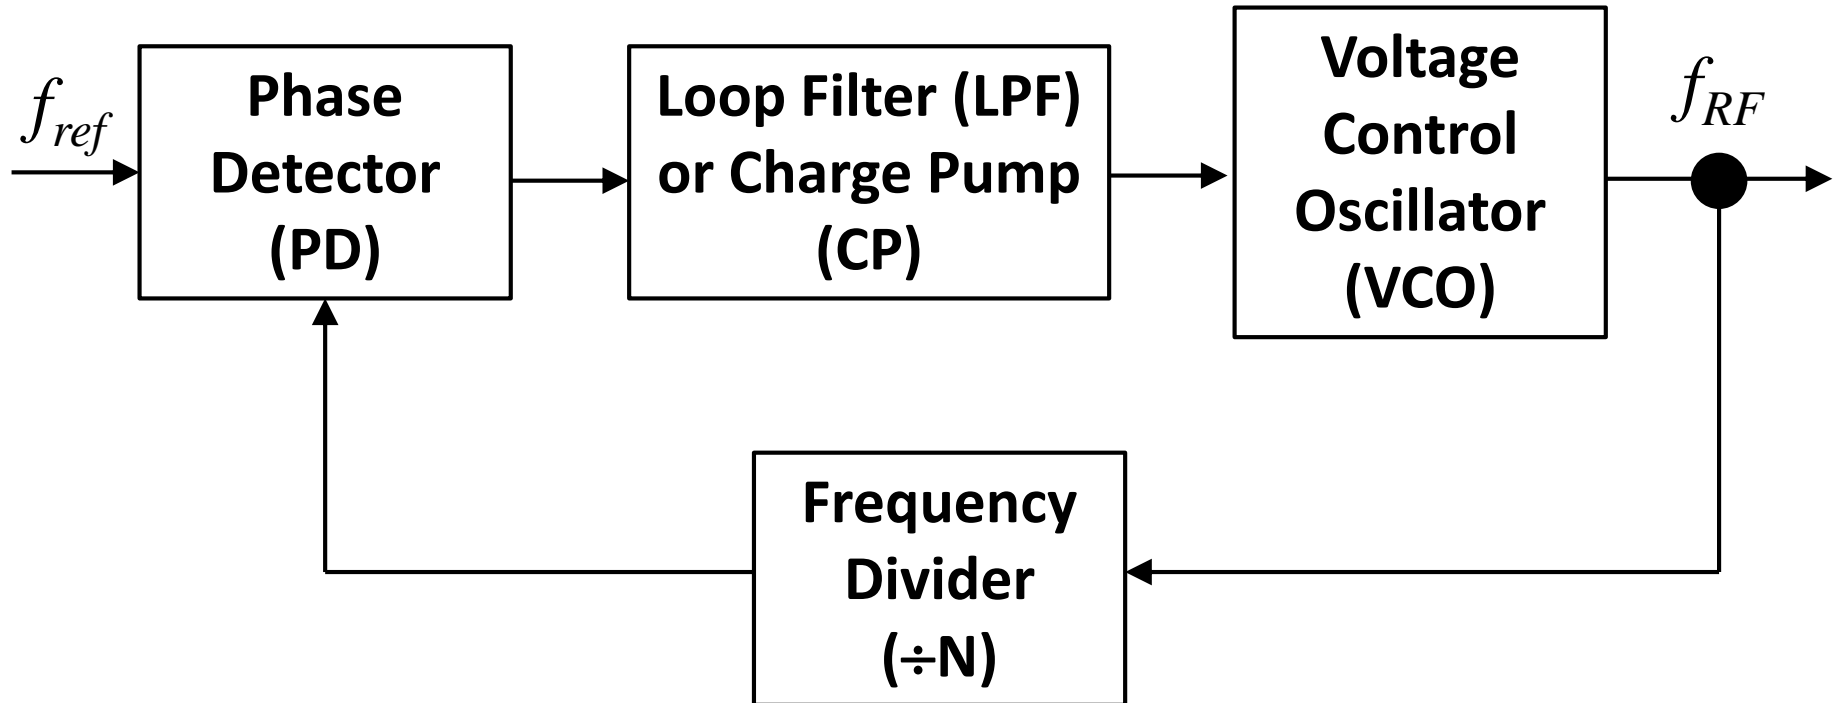 f_ref
Phase
Detector
(PD)
Loop Filter (LPF)
or Charge Pump
(CP)
Voltage
Control
Oscillator
(VCO)
f_RF
Frequency
Divider
(÷N)